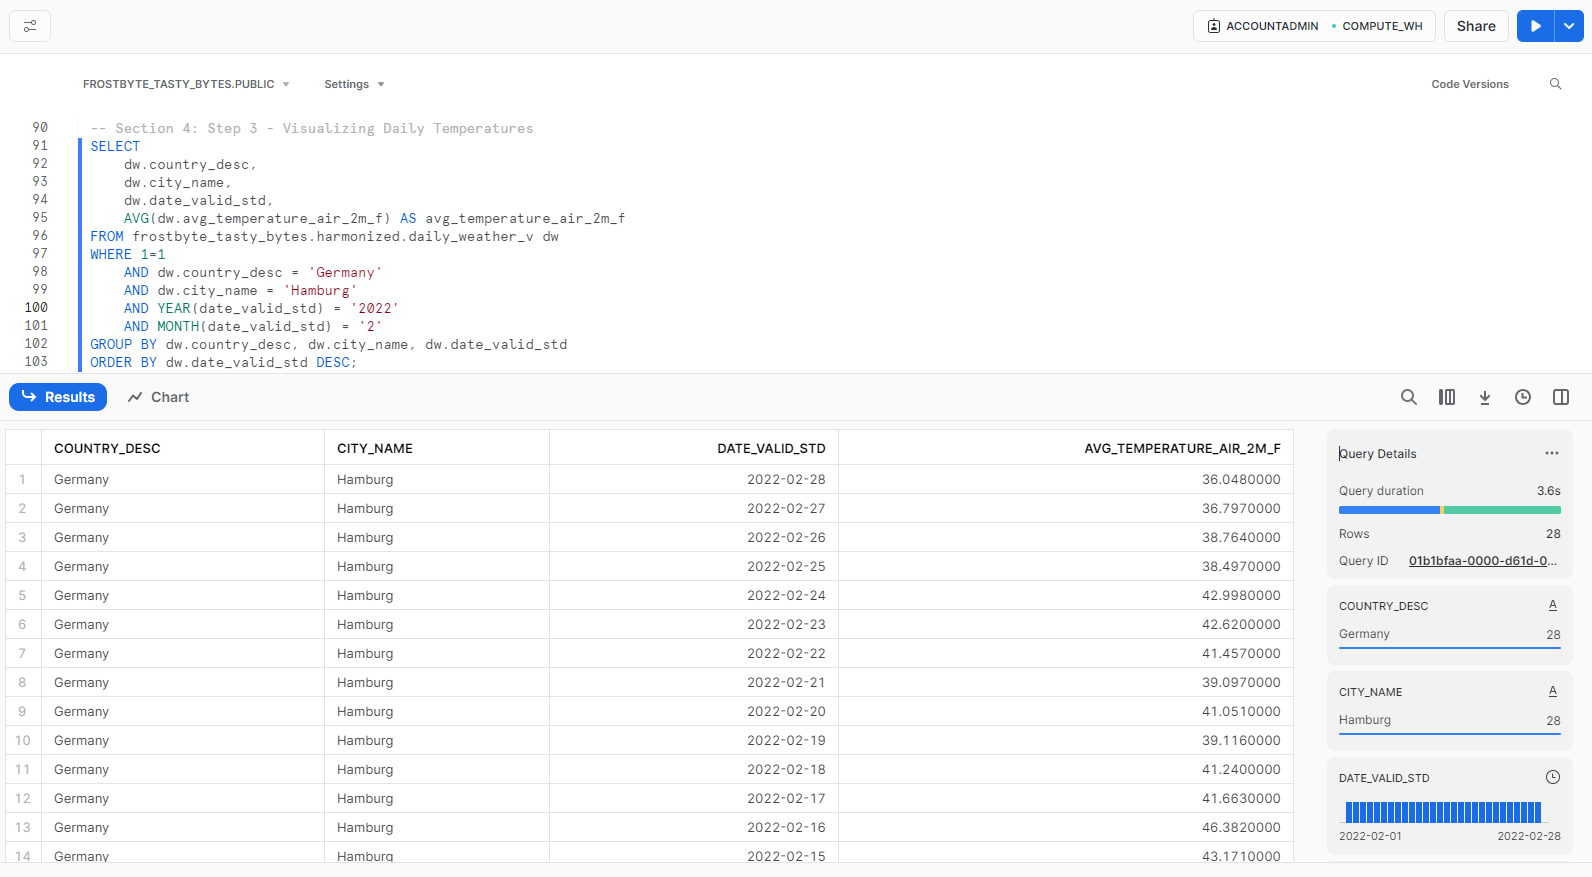 ACCOUNTADMIN • COMPUTE_WH Share
FROSTBYTE_TASTY_BYTES.PUBLIC Settings Code Versions
90 -- Section 4: Step 3 - Visualizing Daily Temperatures
91 SELECT
92 dw.country_desc,
93 dw.city_name,
94 dw.date_valid_std,
95 AVG(dw.avg_temperature_air_2m_f) AS avg_temperature_air_2m_f
96 FROM frostbyte_tasty_bytes.harmonized.daily_weather_v dw
97 WHERE 1=1
98 AND dw.country_desc = 'Germany'
99 AND dw.city_name = 'Hamburg'
100 AND YEAR(date_valid_std) = '2022'
101 AND MONTH(date_valid_std) = '2'
102 GROUP BY dw.country_desc, dw.city_name, dw.date_valid_std
103 ORDER BY dw.date_valid_std DESC;
Results Chart
COUNTRY_DESC CITY_NAME DATE_VALID_STD AVG_TEMPERATURE_AIR_2M_F
1 Germany Hamburg 2022-02-28 36.0480000
2 Germany Hamburg 2022-02-27 36.7970000
3 Germany Hamburg 2022-02-26 38.7640000
4 Germany Hamburg 2022-02-25 38.4970000
5 Germany Hamburg 2022-02-24 42.9980000
6 Germany Hamburg 2022-02-23 42.6200000
7 Germany Hamburg 2022-02-22 41.4570000
8 Germany Hamburg 2022-02-21 39.0970000
9 Germany Hamburg 2022-02-20 41.0510000
10 Germany Hamburg 2022-02-19 39.1160000
11 Germany Hamburg 2022-02-18 41.2400000
12 Germany Hamburg 2022-02-17 41.6630000
13 Germany Hamburg 2022-02-16 46.3820000
14 Germany Hamburg 2022-02-15 43.1710000
Query Details ...
Query duration 3.6s
Rows 28
Query ID 01b1bfaa-0000-d61d-0...
COUNTRY_DESC A
Germany 28
CITY_NAME A
Hamburg 28
DATE_VALID_STD
2022-02-01 2022-02-28